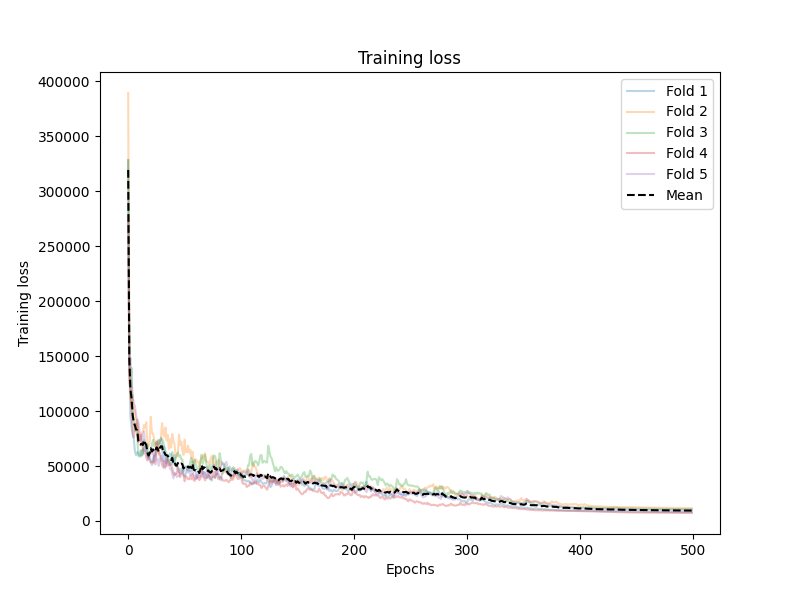 Training loss
400000
350000
300000
250000
200000
150000
100000
50000
0
Training loss
0 100 200 300 400 500
Epochs
Fold 1
Fold 2
Fold 3
Fold 4
Fold 5
Mean